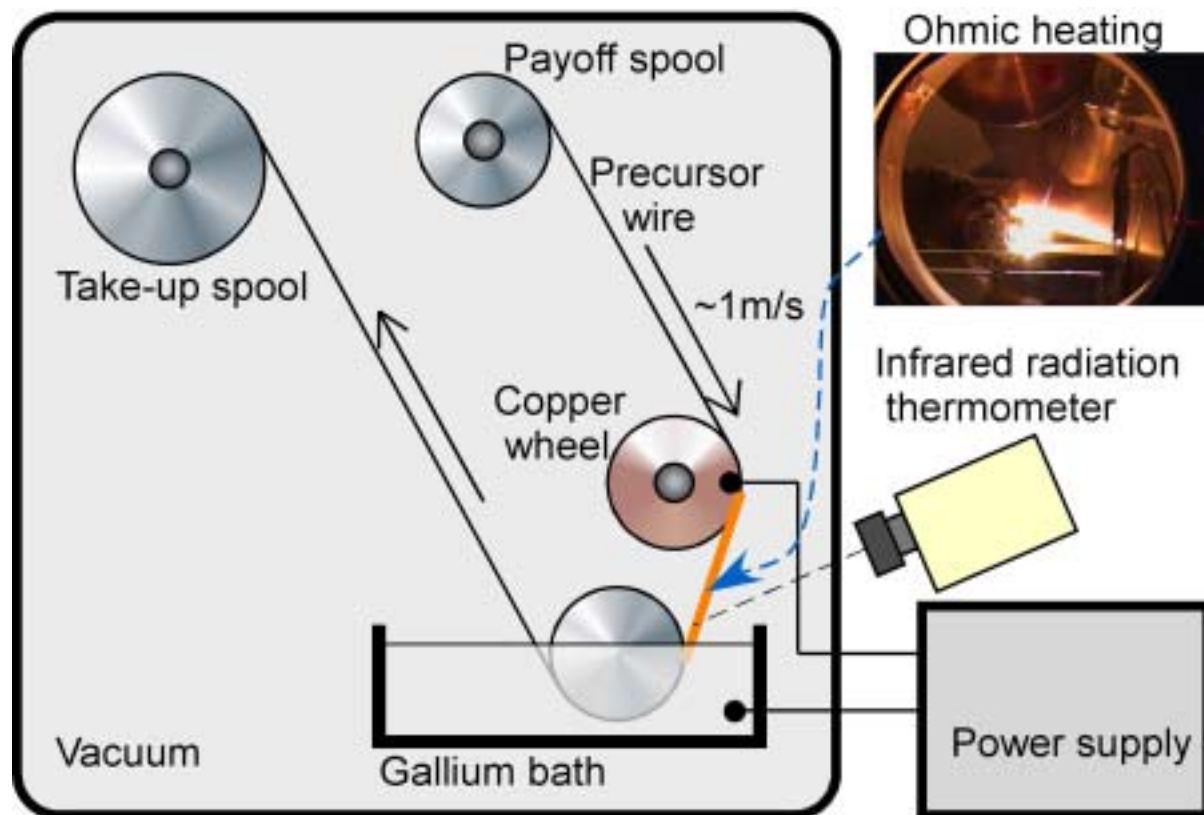 Ohmic heating
Payoff spool
Precursor
wire
Take-up spool
~1m/s
Infrared radiation
thermometer
Copper
wheel
Power supply
Vacuum
Gallium bath